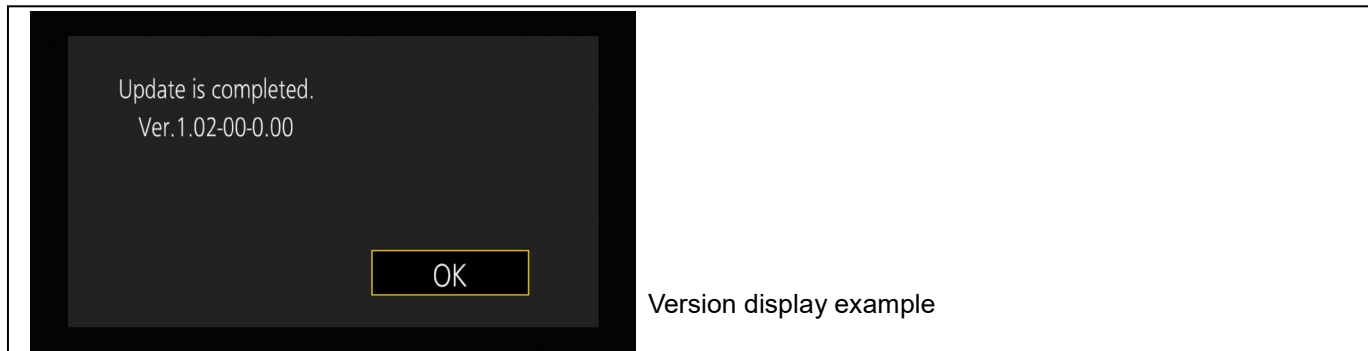 Update is completed.
Ver.1.02-00-0.00
OK
Version display example